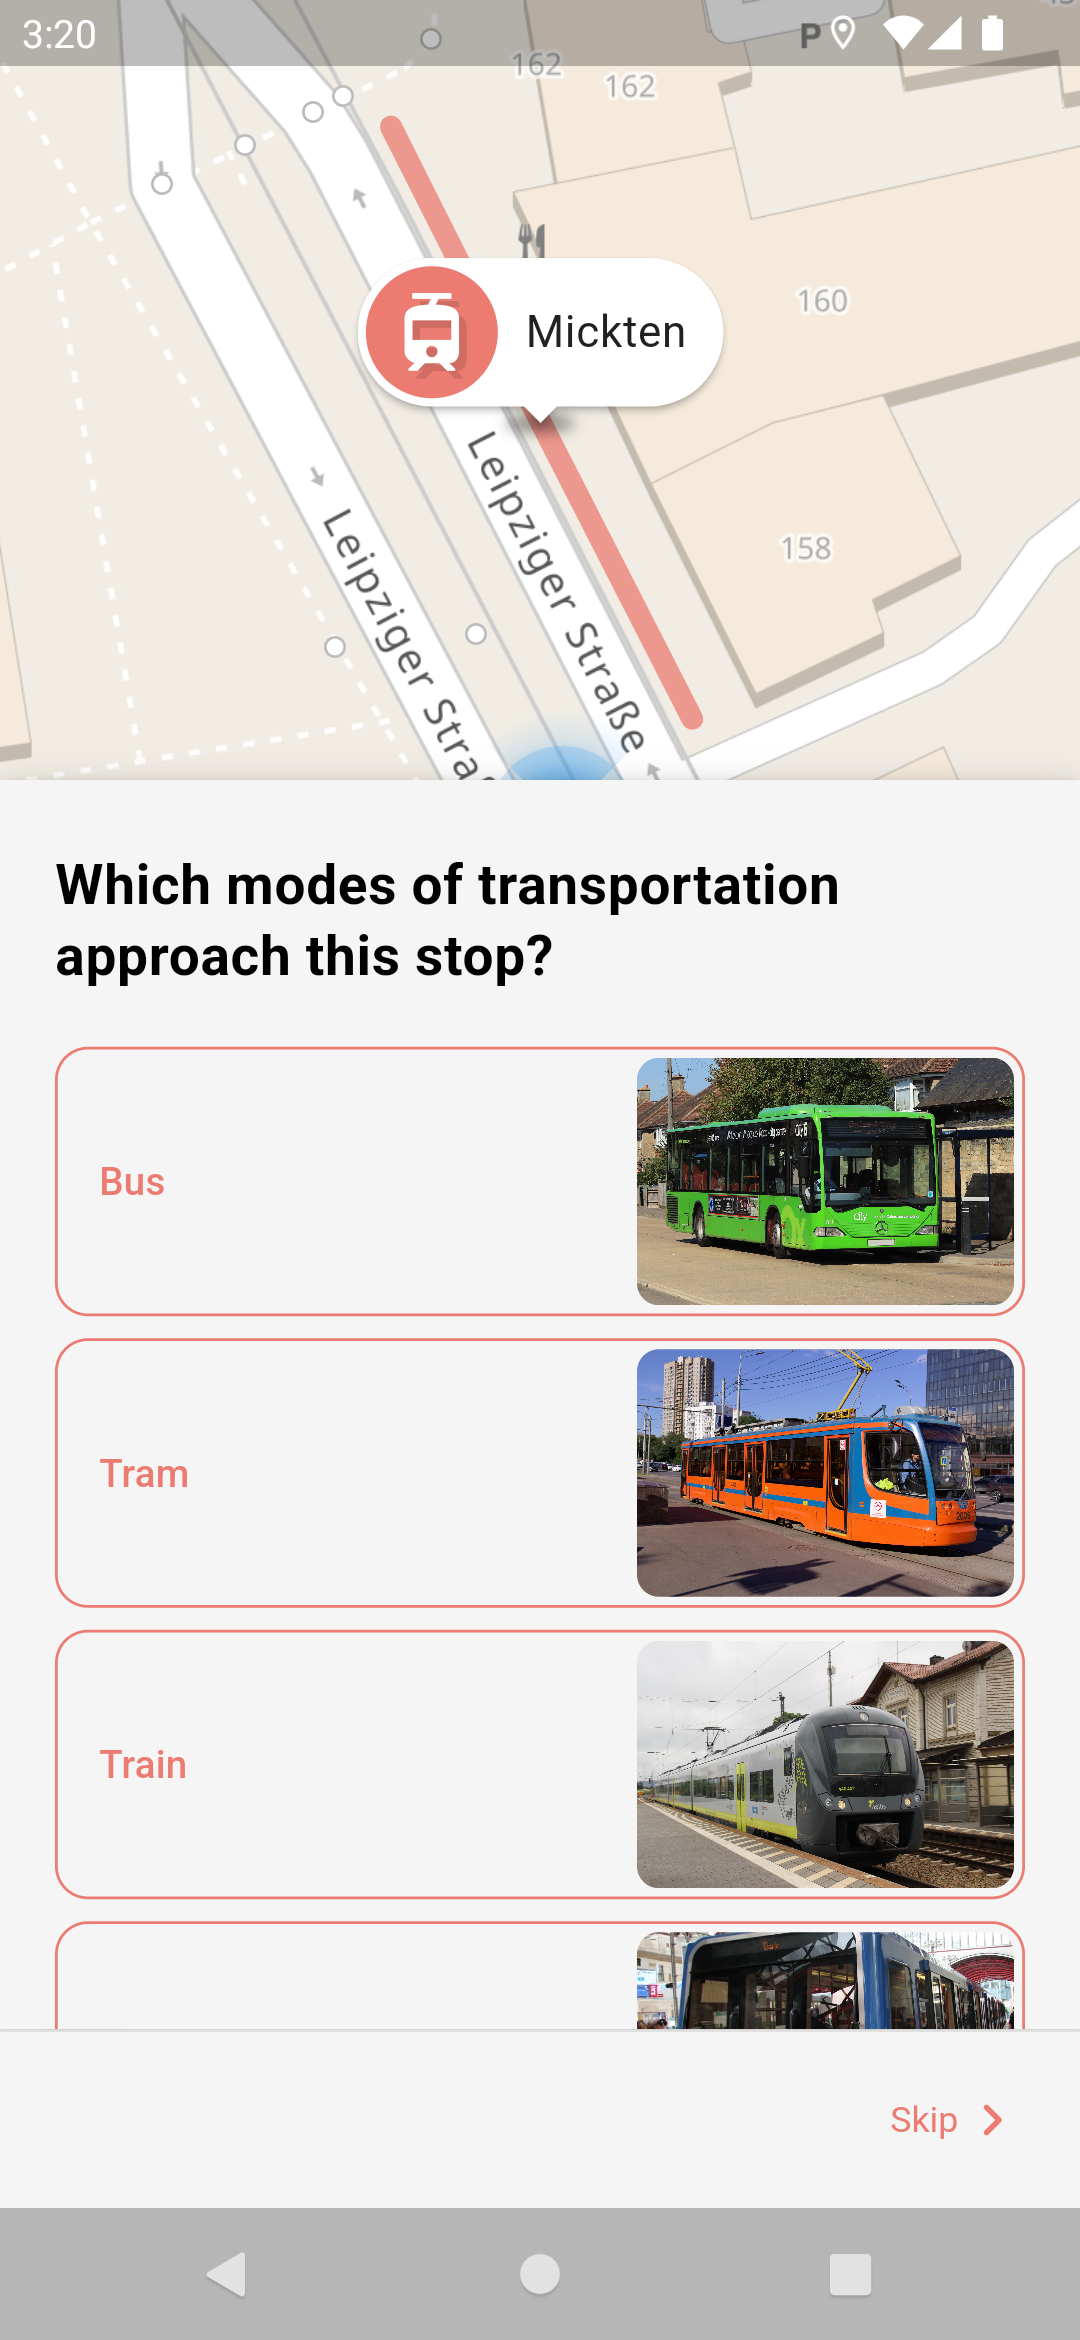 3:20
P
162
162
160
Mickten
158
Leipziger Straße
Leipziger Straß
Which modes of transportation
approach this stop?
Bus
Tram
Train
Skip